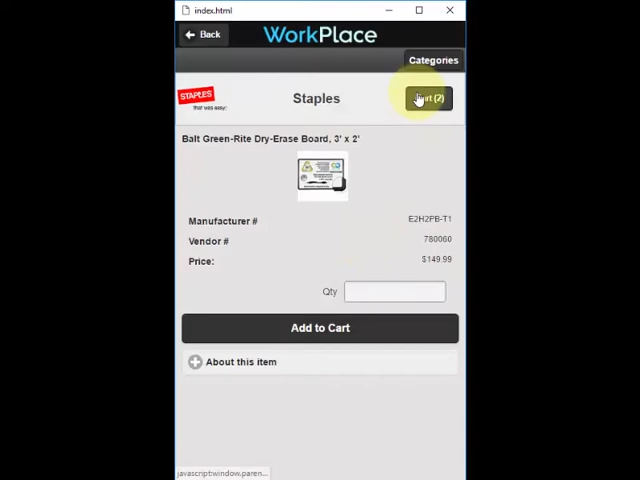 index.html
Back
WorkPlace
Categories
STAPLES
that was easy.
Staples
(2)
Balt Green-Rite Dry-Erase Board, 3' x 2'
Manufacturer #
E2H2PB-T1
Vendor #
780060
Price:
$149.99
Qty
Add to Cart
About this item
javascript:window.paren...